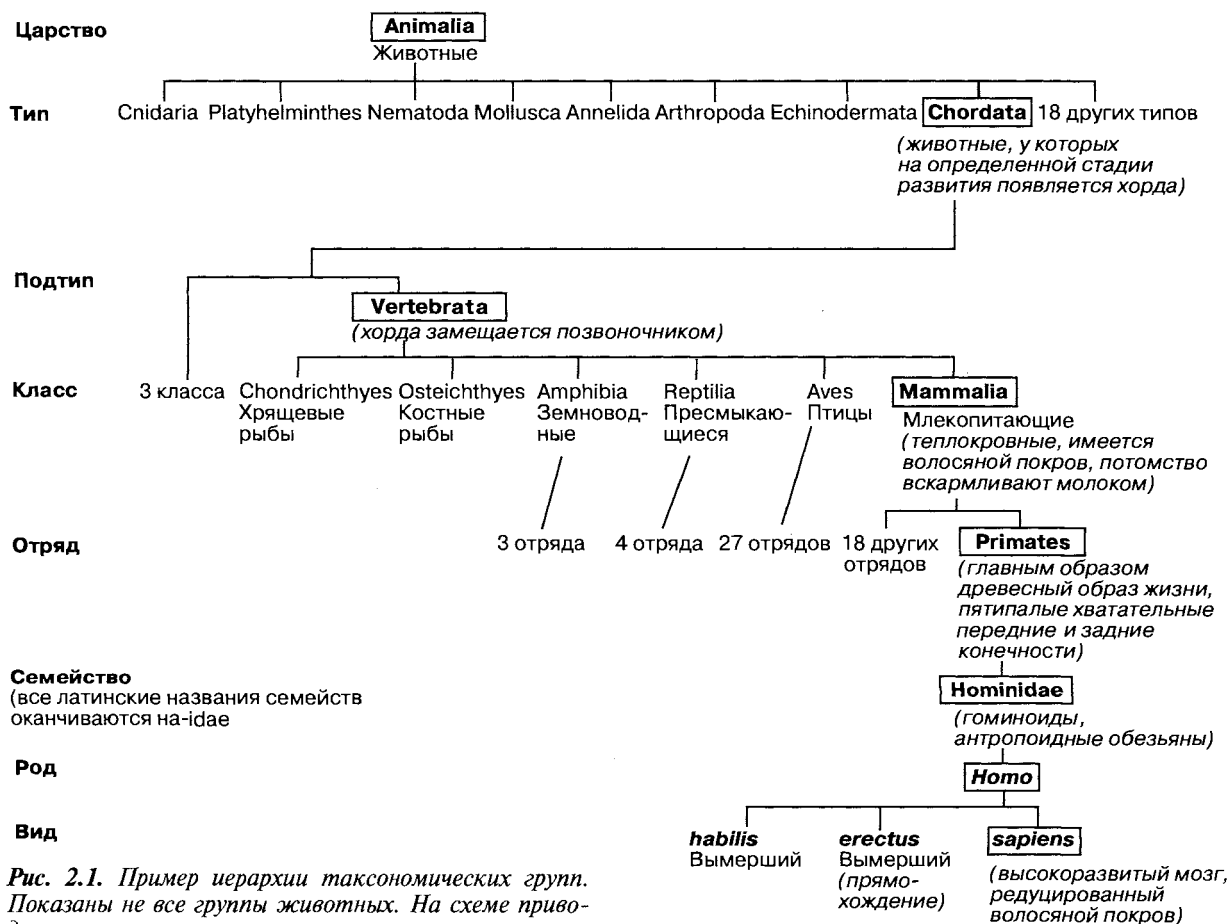 Царство
Animalia
Животные
Тип
Cnidaria Platyhelminthes Nematoda Mollusca Annelida Arthropoda Echinodermata Chordata 18 других типов
(животные, у которых
на определенной стадии
развития появляется хорда)
Подтип
Vertebrata
(хорда замещается позвоночником)
Класс
3 класса
Chondrichthyes
Хрящевые
рыбы
Osteichthyes
Костные
рыбы
Amphibia
Земновод-
ные
Reptilia
Пресмыкаю-
щиеся
Aves
Птицы
Mammalia
Млекопитающие
(теплокровные, имеется
волосяной покров, потомство
вскармливают молоком)
Отряд
3 отряда
4 отряда
27 отрядов
18 других
отрядов
Primates
(главным образом
древесный образ жизни,
пятипалые хватательные
передние и задние
конечности)
Семейство
(все латинские названия семейств
оканчиваются на-idae
Hominidae
(гоминоиды,
антропоидные обезьяны)
Род
Homo
Вид
habilis
Вымерший
erectus
Вымерший
(прямо-
хождение)
sapiens
(высокоразвитый мозг,
редуцированный
волосяной покров)
Рис. 2.1. Пример иерархии таксономических групп.
Показаны не все группы животных. На схеме приво-